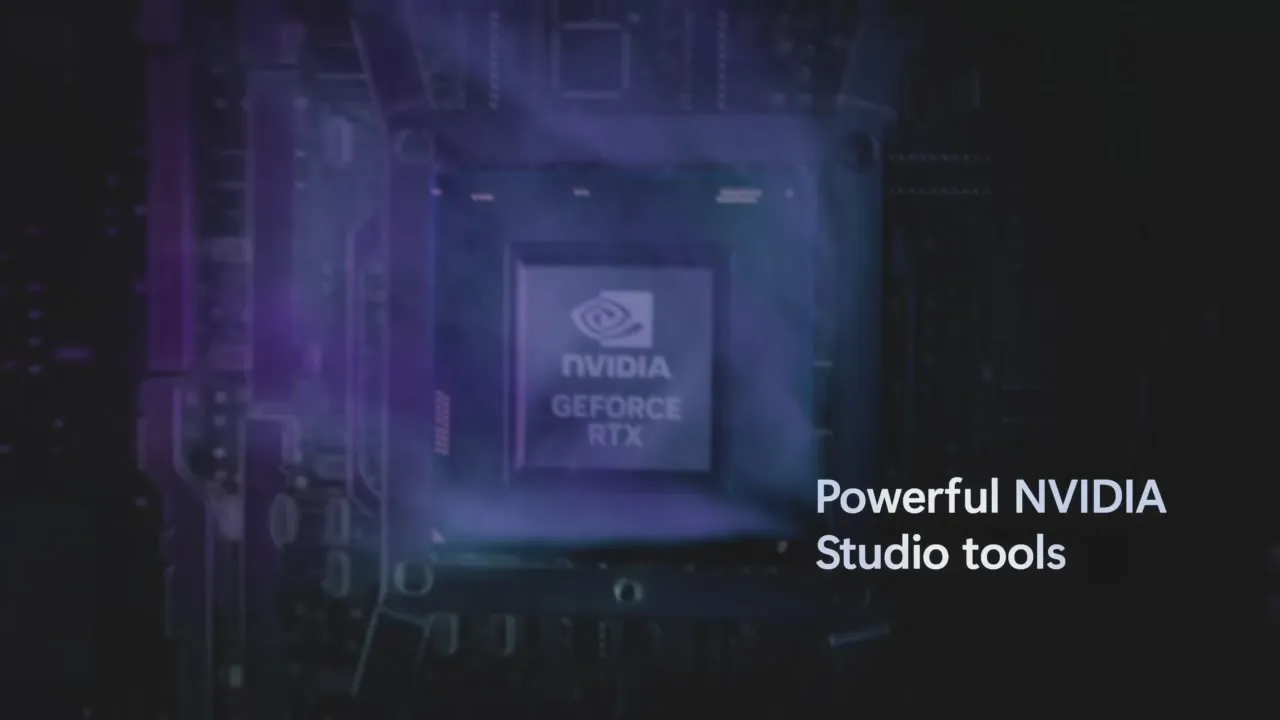 NVIDIA
GEFORCE
RTX
Powerful NVIDIA
Studio tools